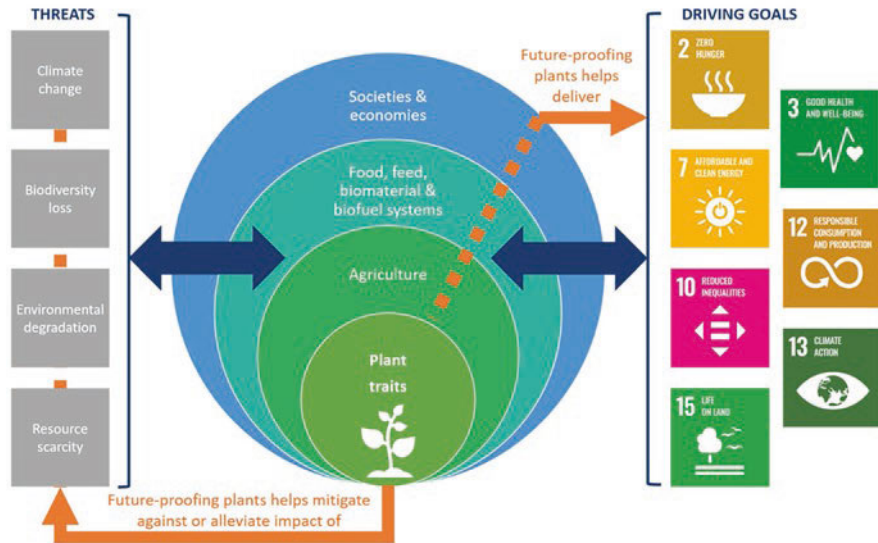 THREATS
Climate
change
Biodiversity
loss
Environmental
degradation
Resource
scarcity
Societies &
economies
Food, feed,
biomaterial &
biofuel systems
Agriculture
Plant
traits
Future-proofing
plants helps
deliver
Future-proofing plants helps mitigate
against or alleviate impact of
DRIVING GOALS
2 ZERO
HUNGER
3 GOOD HEALTH
AND WELL-BEING
7 AFFORDABLE AND
CLEAN ENERGY
12 RESPONSIBLE
CONSUMPTION
AND PRODUCTION
10 REDUCED
INEQUALITIES
13 CLIMATE
ACTION
15 LIFE
ON LAND